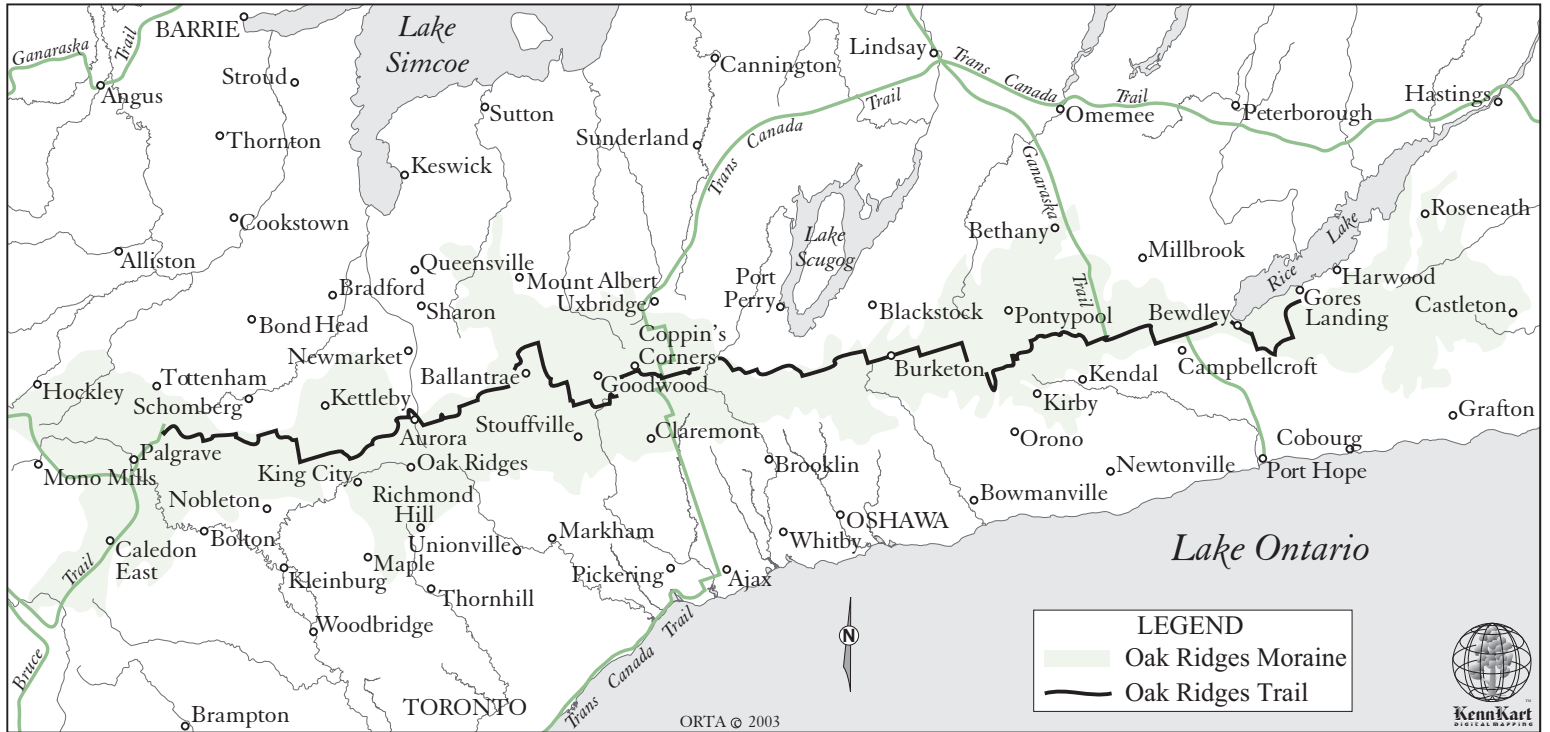 BARRIE
Lake
Simcoe
Lindsay
Ganaraska
Trail
Trans
Canada
Trail
Stroud
Cannington
Angus
Trail
Hastings
Sutton
Omemee
Peterborough
Thornton
Sunderland
Canada
Trans
Keswick
Ganaraska
Cookstown
Roseneath
Bethany
Lake
Rice
Lake
Scugog
Alliston
Millbrook
Queensville
Mount Albert
Harwood
Bradford
Port
Perry
Trail
Uxbridge
Gores
Landing
Sharon
Blackstock
Pontypool
Bewdley
Castleton
Bond Head
Coppin's
Corners
Newmarket
Burketon
Campbellcroft
Ballantrae
Goodwood
Kendal
Hockley
Tottenham
Schomberg
Kettleby
Kirby
Grafton
Stouffville
Claremont
Aurora
Orono
Cobourg
Palgrave
King City
Oak Ridges
Brooklin
Newtonville
Port Hope
Mono Mills
Nobleton
Richmond
Hill
Bowmanville
OSHAWA
Bolton
Unionville
Markham
Whitby
Lake Ontario
Caledon
East
Maple
Trail
Kleinburg
Pickering
Ajax
Thornhill
Woodbridge
Trail
Canada
Trans
Bruce
N
LEGEND
Oak Ridges Moraine
Oak Ridges Trail
TORONTO
Brampton
ORTA © 2003
KennKart
DIGITAL MAPPING
™